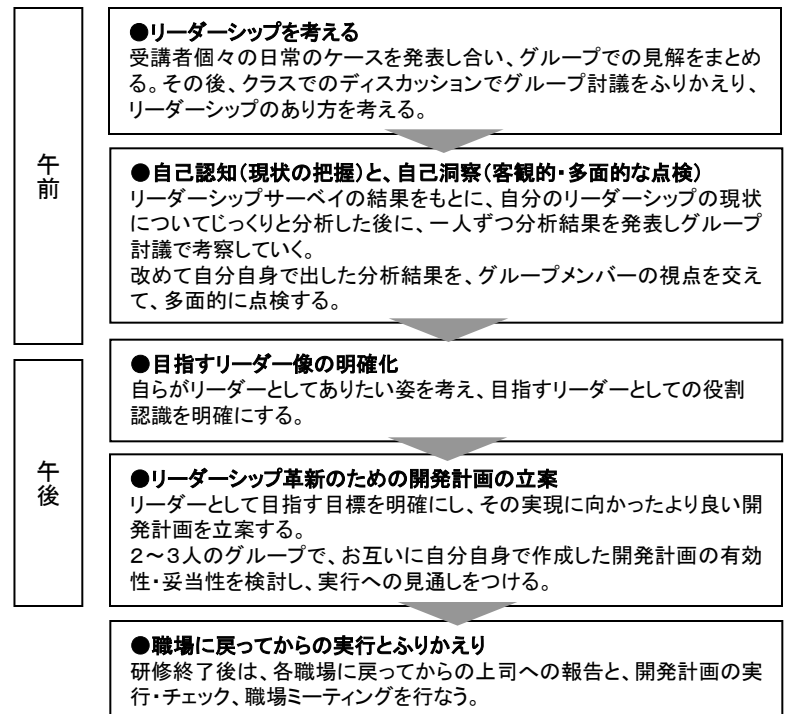 午前
●リーダーシップを考える
受講者個々の日常のケースを発表し合い、グループでの見解をまとめ
る。その後、クラスでのディスカッションでグループ討議をふりかえり、
リーダーシップのあり方を考える。
●自己認知（現状の把握）と、自己洞察（客観的・多面的な点検）
リーダーシップサーベイの結果をもとに、自分のリーダーシップの現状
についてじっくりと分析した後に、一人ずつ分析結果を発表しグループ
討議で考察していく。
改めて自分自身で出した分析結果を、グループメンバーの視点を交え
て、多面的に点検する。
午後
●目指すリーダー像の明確化
自らがリーダーとしてありたい姿を考え、目指すリーダーとしての役割
認識を明確にする。
●リーダーシップ革新のための開発計画の立案
リーダーとして目指す目標を明確にし、その実現に向かったより良い開
発計画を立案する。
２～３人のグループで、お互いに自分自身で作成した開発計画の有効
性・妥当性を検討し、実行への見通しをつける。
●職場に戻ってからの実行とふりかえり
研修終了後は、各職場に戻ってからの上司への報告と、開発計画の実
行・チェック、職場ミーティングを行なう。